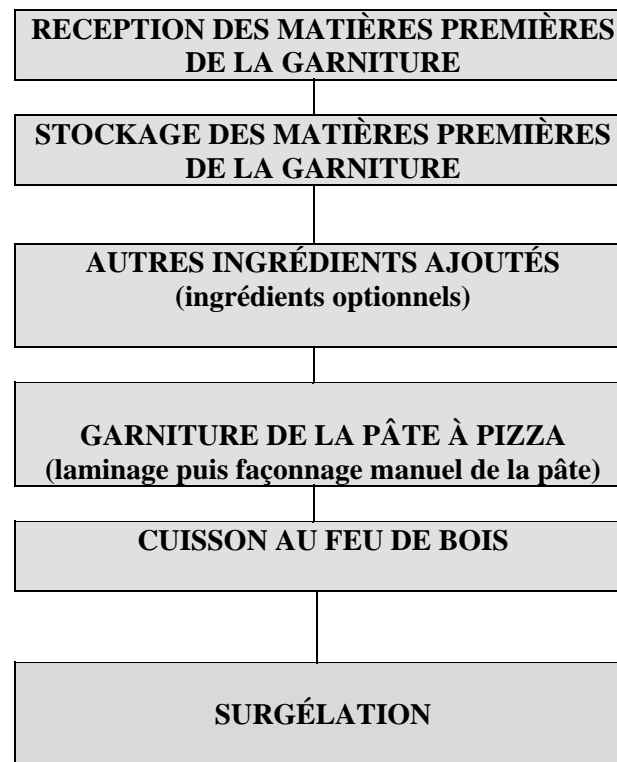 RECEPTION DES MATIÈRES PREMIÈRES
DE LA GARNITURE
STOCKAGE DES MATIÈRES PREMIÈRES
DE LA GARNITURE
AUTRES INGRÉDIENTS AJOUTÉS
(ingrédients optionnels)
GARNITURE DE LA PÂTE À PIZZA
(laminage puis façonnage manuel de la pâte)
CUISSON AU FEU DE BOIS
SURGÉLATION